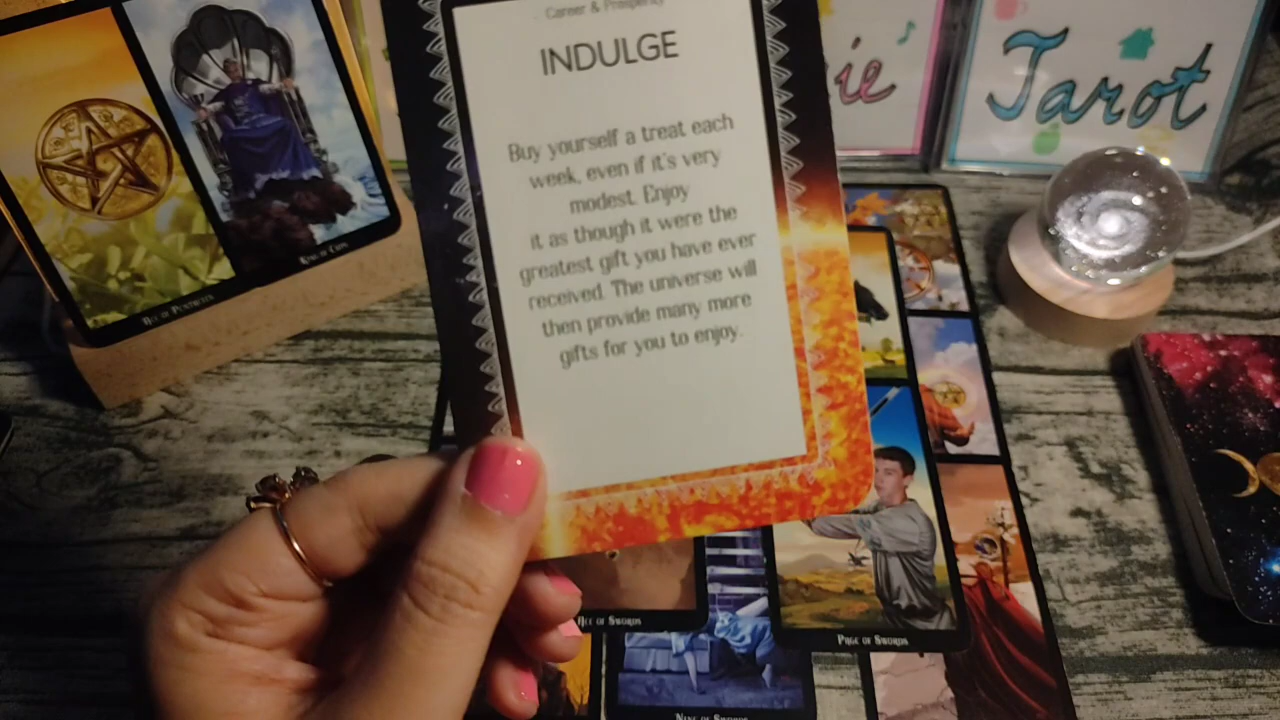 Career & Prosperity
INDULGE
Buy yourself a treat each
week, even if it's very
modest. Enjoy
it as though it were the
greatest gift you have ever
received. The universe will
then provide many more
gifts for you to enjoy.
ie
Tarot
Ace of Pentacles
King of Cups
Ace of Swords
Page of Swords
Nine of Swords